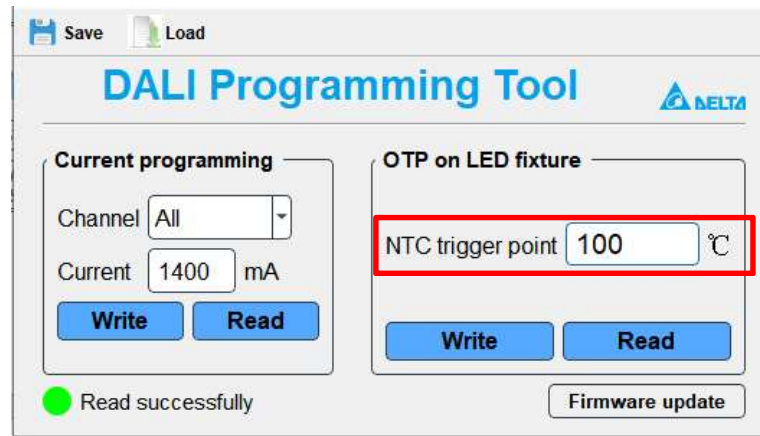 Save Load
DALI Programming Tool
DELTA
Current programming
Channel All
Current 1400 mA
Write Read
OTP on LED fixture
NTC trigger point 100 ℃
Write Read
Read successfully
Firmware update